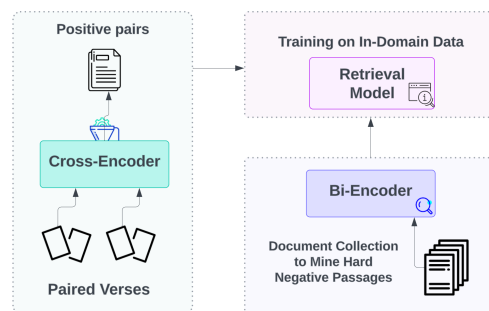 Positive pairs
Cross-Encoder
Paired Verses
Training on In-Domain Data
Retrieval
Model
Bi-Encoder
Document Collection
to Mine Hard
Negative Passages